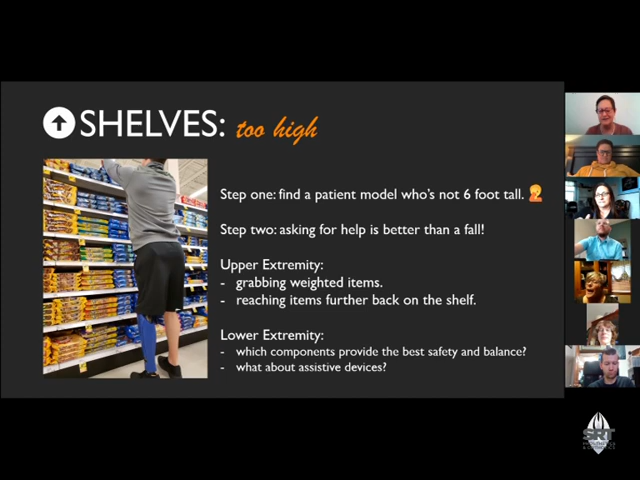 SHELVES: too high
Step one: find a patient model who's not 6 foot tall.
Step two: asking for help is better than a fall!
Upper Extremity:
- grabbing weighted items.
- reaching items further back on the shelf.
Lower Extremity:
- which components provide the best safety and balance?
- what about assistive devices?
SRT